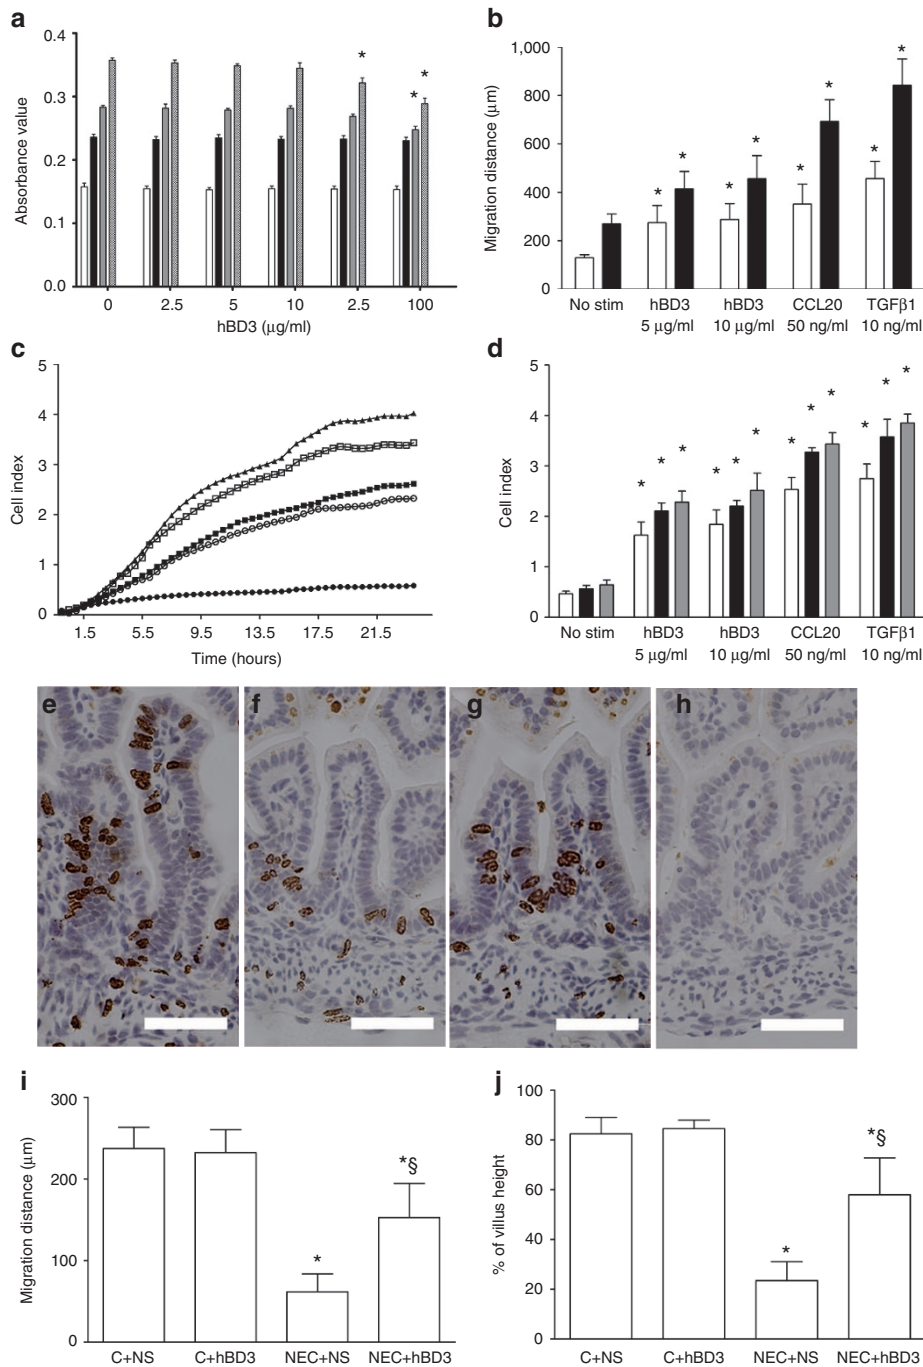 a
0.4
0.3
0.2
0.1
0.0
Absorbance value
*
*
*
0
2.5
5
10
2.5
100
hBD3 (μg/ml)
b
1,000
800
600
400
200
0
Migration distance (μm)
*
*
*
*
*
*
*
*
No stim
hBD3
5 μg/ml
hBD3
10 μg/ml
CCL20
50 ng/ml
TGFβ1
10 ng/ml
c
5
4
3
2
1
0
Cell index
1.5
5.5
9.5
13.5
17.5
21.5
Time (hours)
d
5
4
3
2
1
0
Cell index
*
*
*
*
*
*
*
*
*
*
*
*
No stim
hBD3
5 μg/ml
hBD3
10 μg/ml
CCL20
50 ng/ml
TGFβ1
10 ng/ml
e
f
g
h
i
300
200
100
0
Migration distance (μm)
*
*§
C+NS
C+hBD3
NEC+NS
NEC+hBD3
j
100
80
60
40
20
0
% of villus height
*
*§
C+NS
C+hBD3
NEC+NS
NEC+hBD3